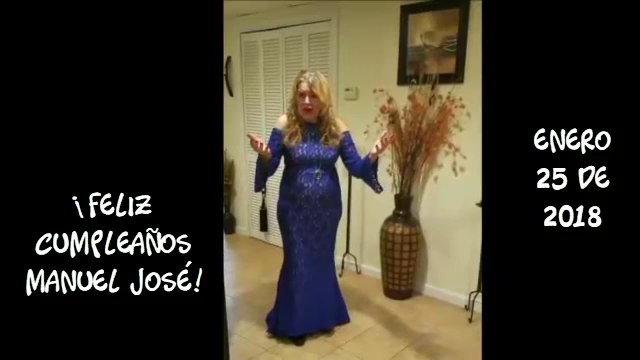 ¡FELIZ
CUMPLEAÑOS
MANUEL JOSÉ!
ENERO
25 DE
2018